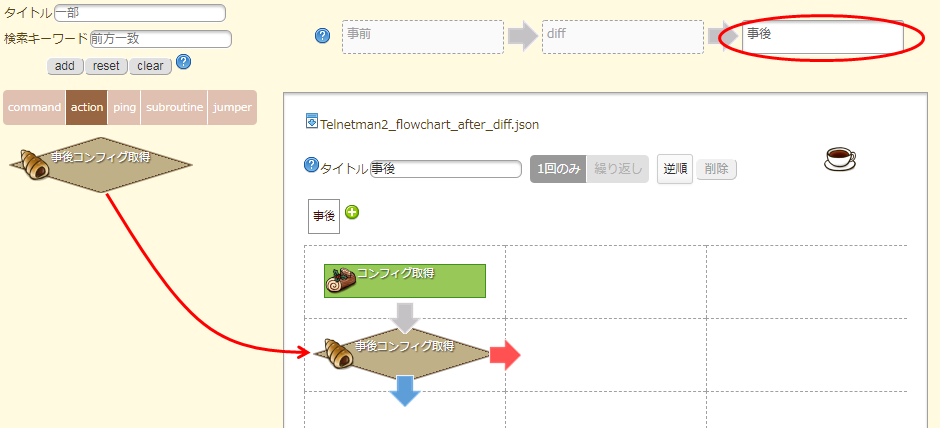 タイトル 一部
検索キーワード 前方一致
add reset clear
command action ping subroutine jumper
事後コンフィグ取得
事前 diff 事後
Telnetman2_flowchart_after_diff.json
タイトル 事後 1回のみ 繰り返し 逆順 削除
事後
コンフィグ取得
事後コンフィグ取得